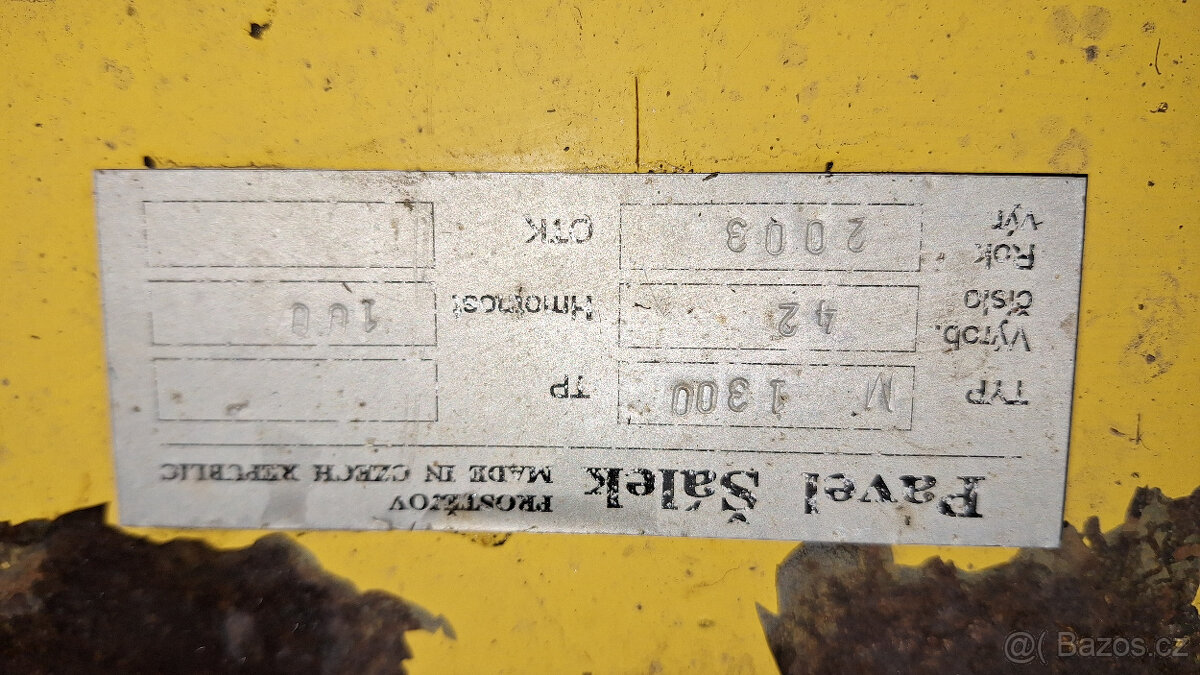 Pavel Šálek PROSTĚJOV
MADE IN CZECH REPUBLIC
TYP M 1300 TP
Výrob. číslo 42 Hmotnost 100
Rok výr 2003 OTK
@( Bazos.cz